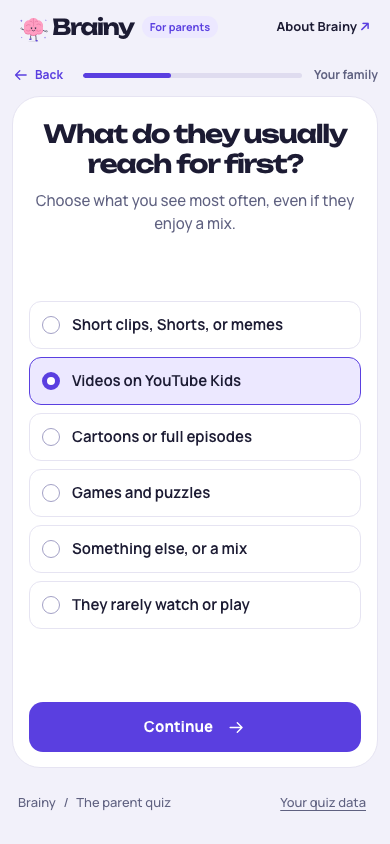 Brainy
For parents
About Brainy
Back
Your family
What do they usually
reach for first?
Choose what you see most often, even if they
enjoy a mix.
Short clips, Shorts, or memes
Videos on YouTube Kids
Cartoons or full episodes
Games and puzzles
Something else, or a mix
They rarely watch or play
Continue
Brainy / The parent quiz
Your quiz data